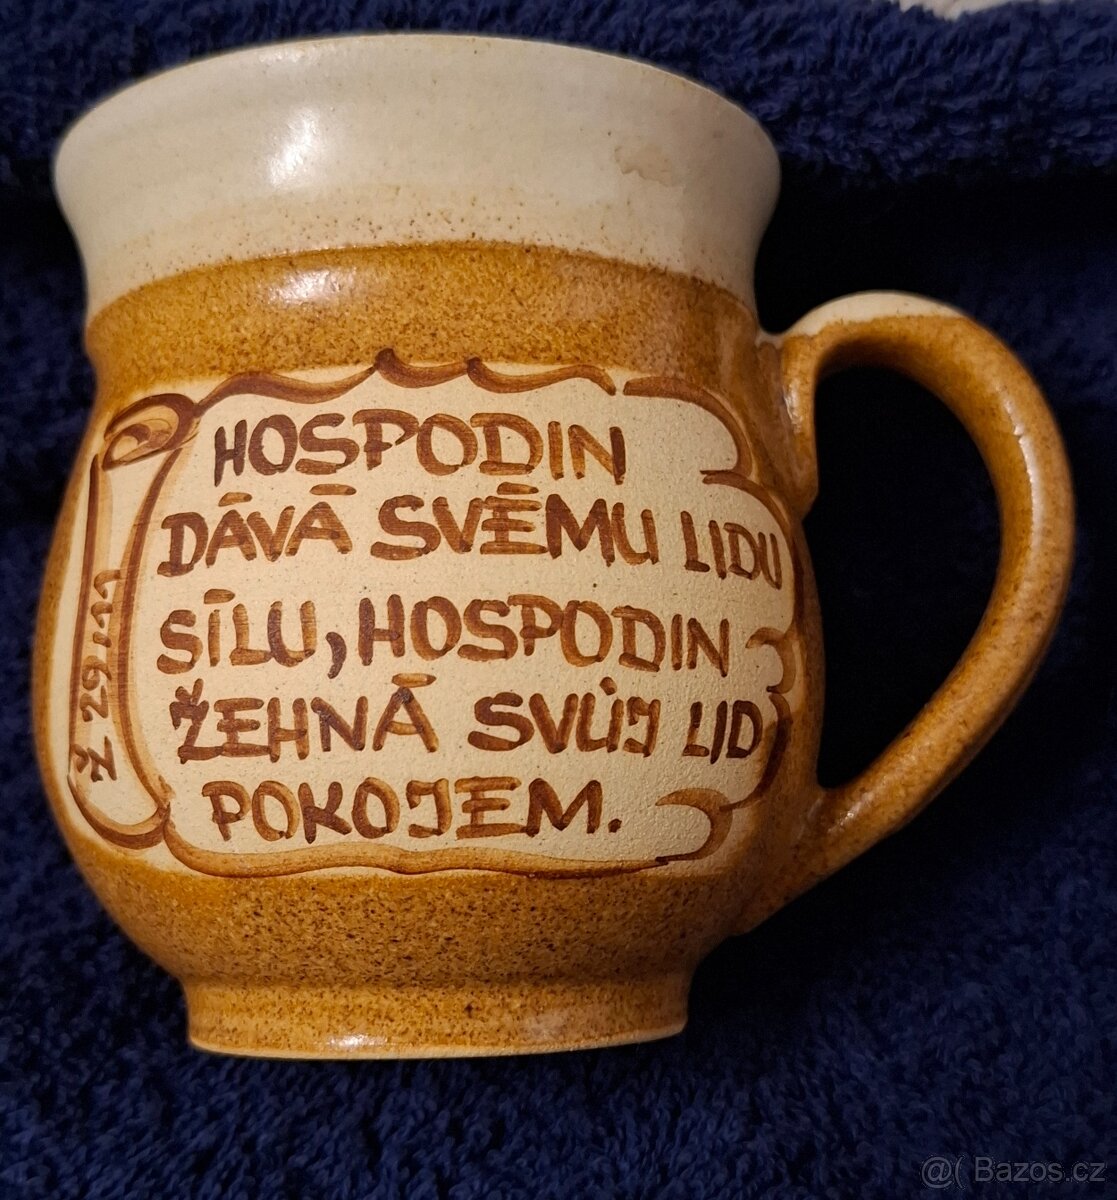 HOSPODIN
DÁVÁ SVÉMU LIDU
SÍLU, HOSPODIN
ŽEHNÁ SVŮJ LID
POKOJEM.
Ž 29,11
@( Bazos.cz